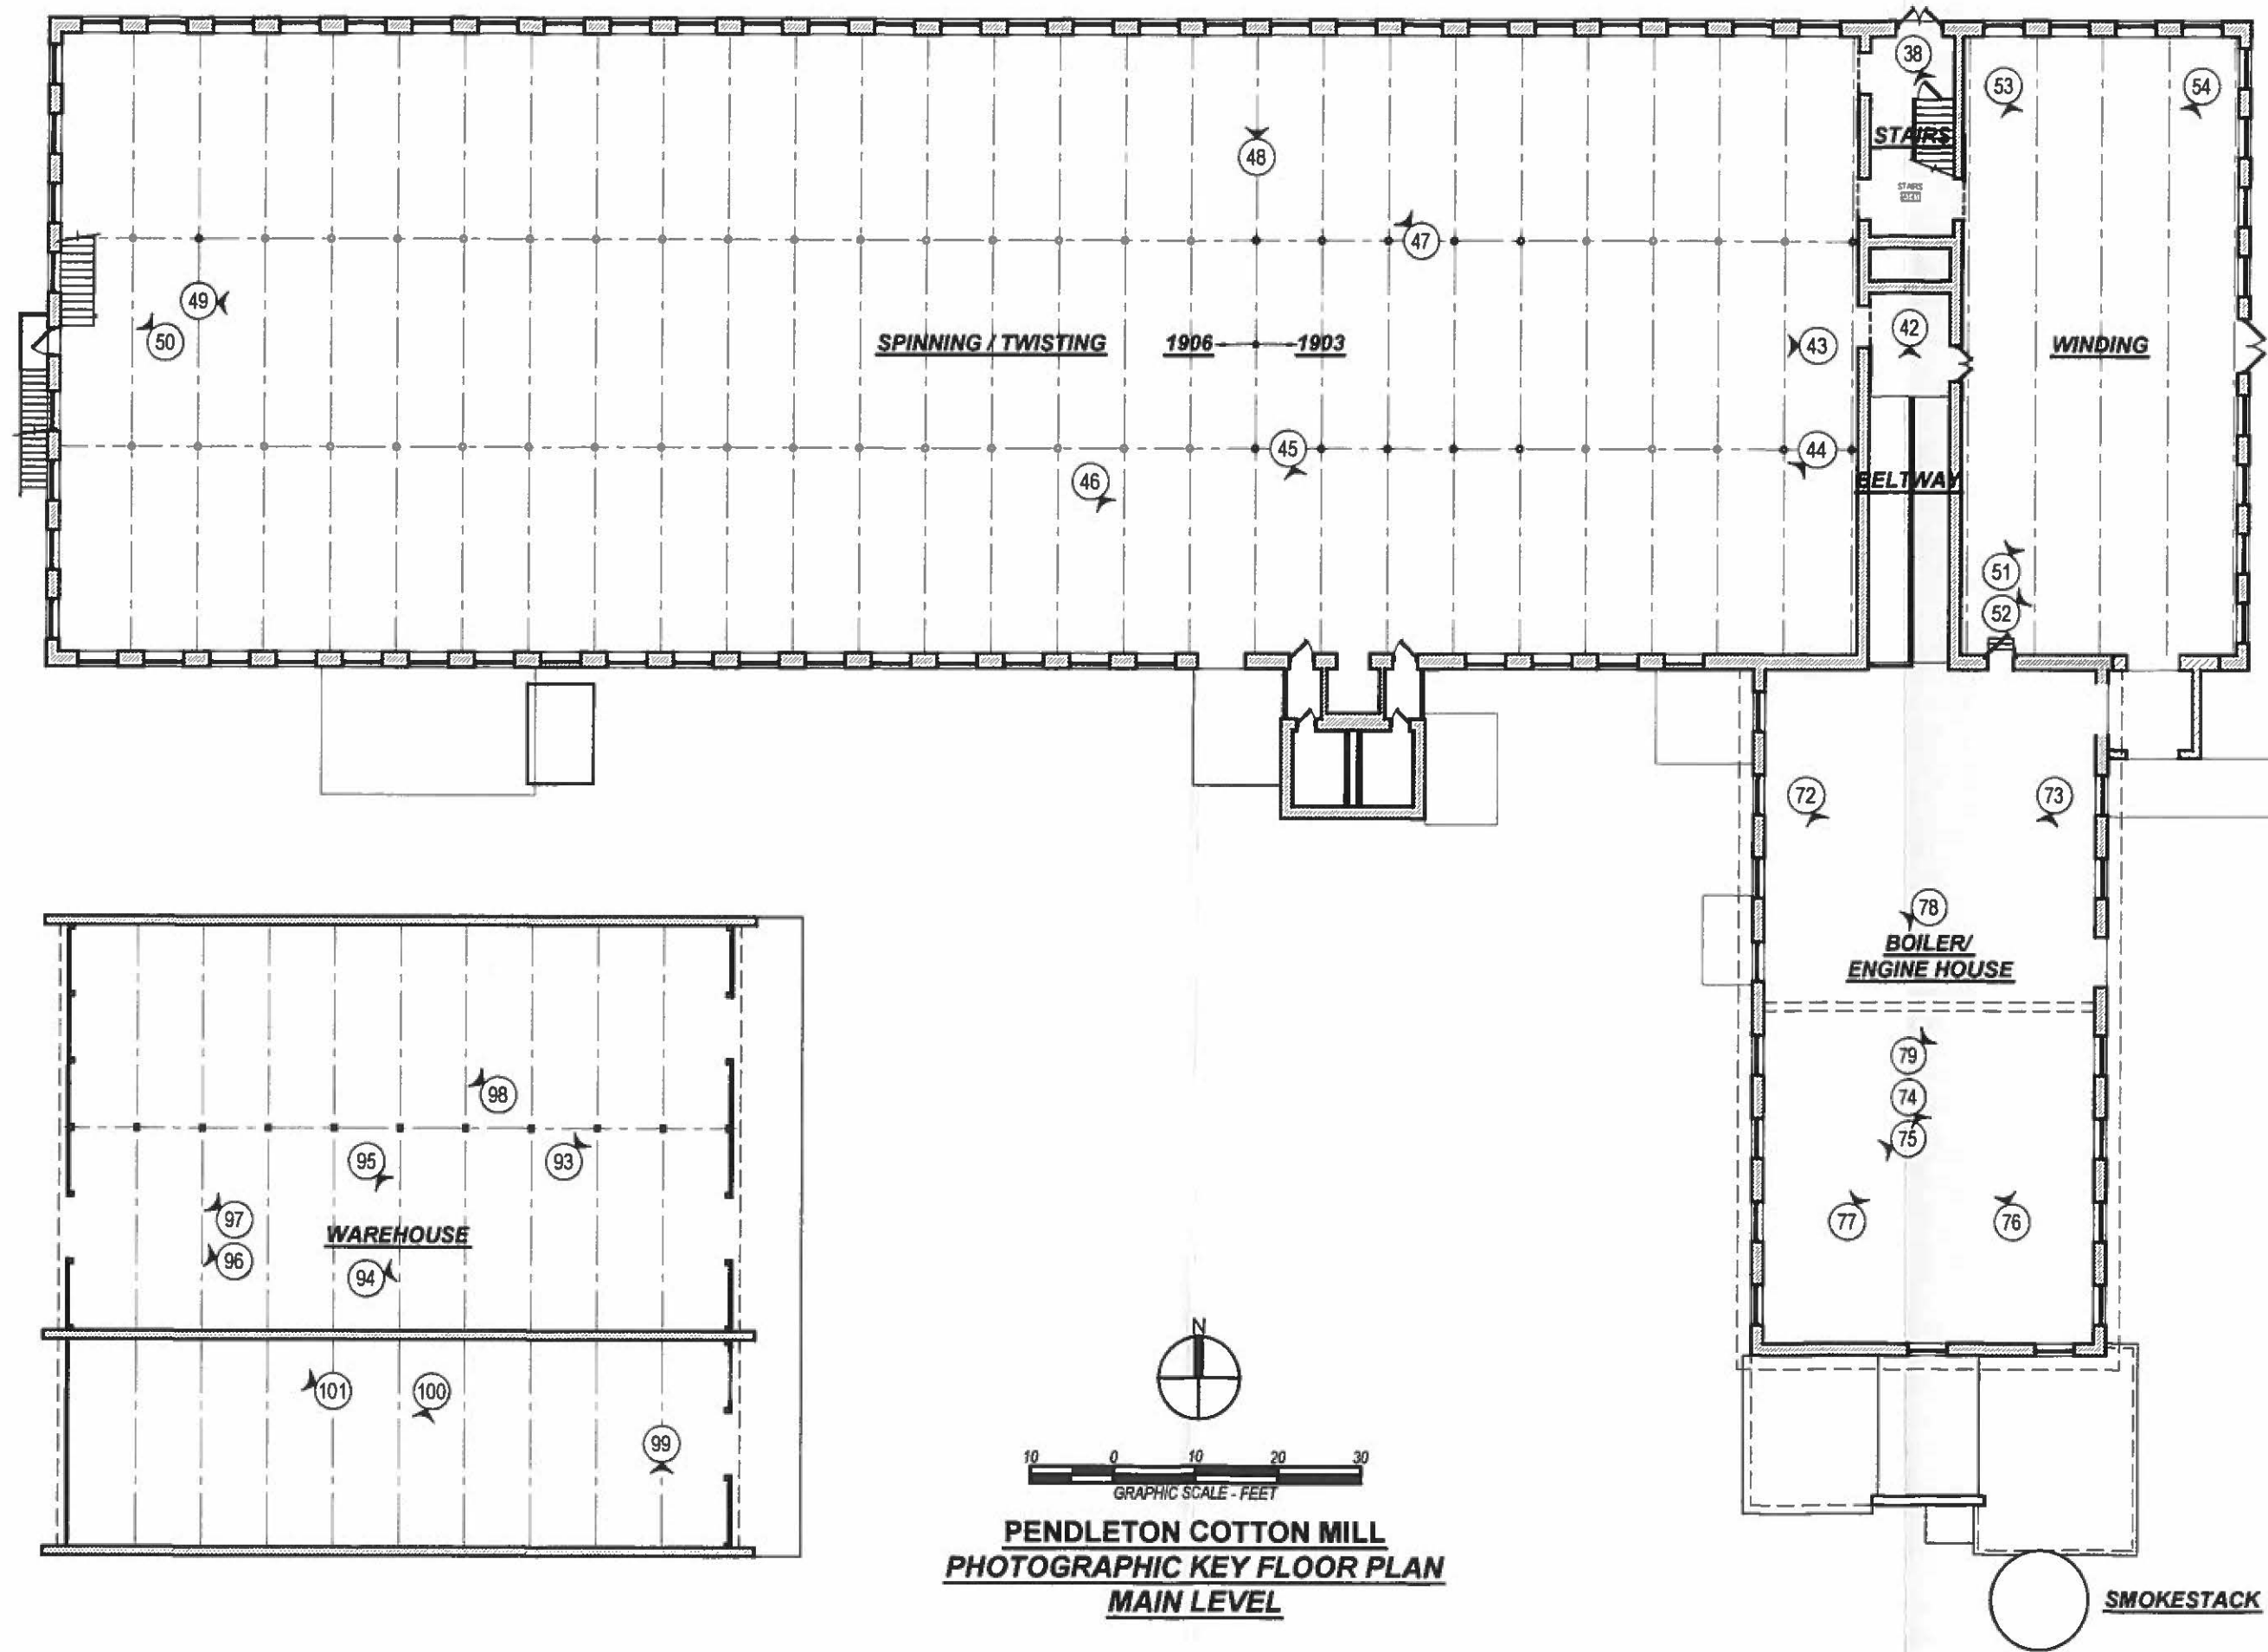 38
53
54
STAIRS
48
STAIRS
47
49
50
SPINNING / TWISTING
1906
1903
43
42
WINDING
45
44
46
BELTWAY
51
52
72
73
78
BOILER/
ENGINE HOUSE
79
74
75
77
76
98
95
93
97
96
WAREHOUSE
94
101
100
99
N
10 0 10 20 30
GRAPHIC SCALE - FEET
PENDLETON COTTON MILL
PHOTOGRAPHIC KEY FLOOR PLAN
MAIN LEVEL
SMOKESTACK